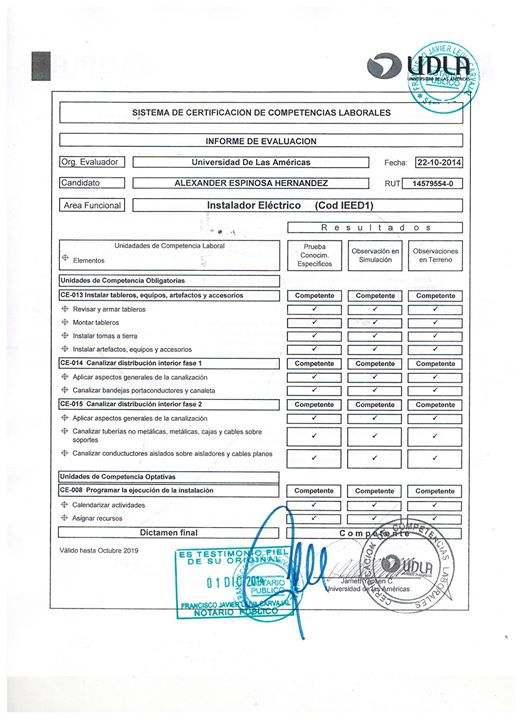 UDLA
UNIVERSIDAD DE LAS AMÉRICAS
SISTEMA DE CERTIFICACION DE COMPETENCIAS LABORALES
INFORME DE EVALUACION
Org. Evaluador Universidad De Las Américas Fecha: 22-10-2014
Candidato ALEXANDER ESPINOSA HERNANDEZ RUT 14579554-0
Area Funcional Instalador Eléctrico (Cod IEED1)
Resultados
Unidadades de Competencia Laboral
Elementos
Prueba Conocim. Específicos
Observación en Simulación
Observaciones en Terreno
Unidades de Competencia Obligatorias
CE-013 Instalar tableros, equipos, artefactos y accesorios Competente Competente Competente
Revisar y armar tableros ✓ ✓ ✓
Montar tableros ✓ ✓ ✓
Instalar tomas a tierra ✓ ✓ ✓
Instalar artefactos, equipos y accesorios ✓ ✓ ✓
CE-014 Canalizar distribución interior fase 1 Competente Competente Competente
Aplicar aspectos generales de la canalización ✓ ✓ ✓
Canalizar bandejas portaconductores y canaleta ✓ ✓ ✓
CE-015 Canalizar distribución interior fase 2 Competente Competente Competente
Aplicar aspectos generales de la canalización ✓ ✓ ✓
Canalizar tuberías no metálicas, metálicas, cajas y cables sobre
soportes ✓ ✓ ✓
Canalizar conductuctores aislados sobre aisladores y cables planos ✓ ✓ ✓
Unidades de Competencia Optativas
CE-008 Programar la ejecución de la instalación Competente Competente Competente
Calendarizar actividades ✓ ✓ ✓
Asignar recursos ✓ ✓ ✓
Dictamen final Competente
Válido hasta Octubre 2019
ES TESTIMONIO FIEL
DE SU ORIGINAL
01 DIC 2014
NOTARIO
PUBLICO
FRANCISCO JAVIER LEIVA CARVAJAL
NOTARIO PUBLICO
CERTIFICACION DE COMPETENCIAS LABORALES
UDLA
Universidad de las Américas